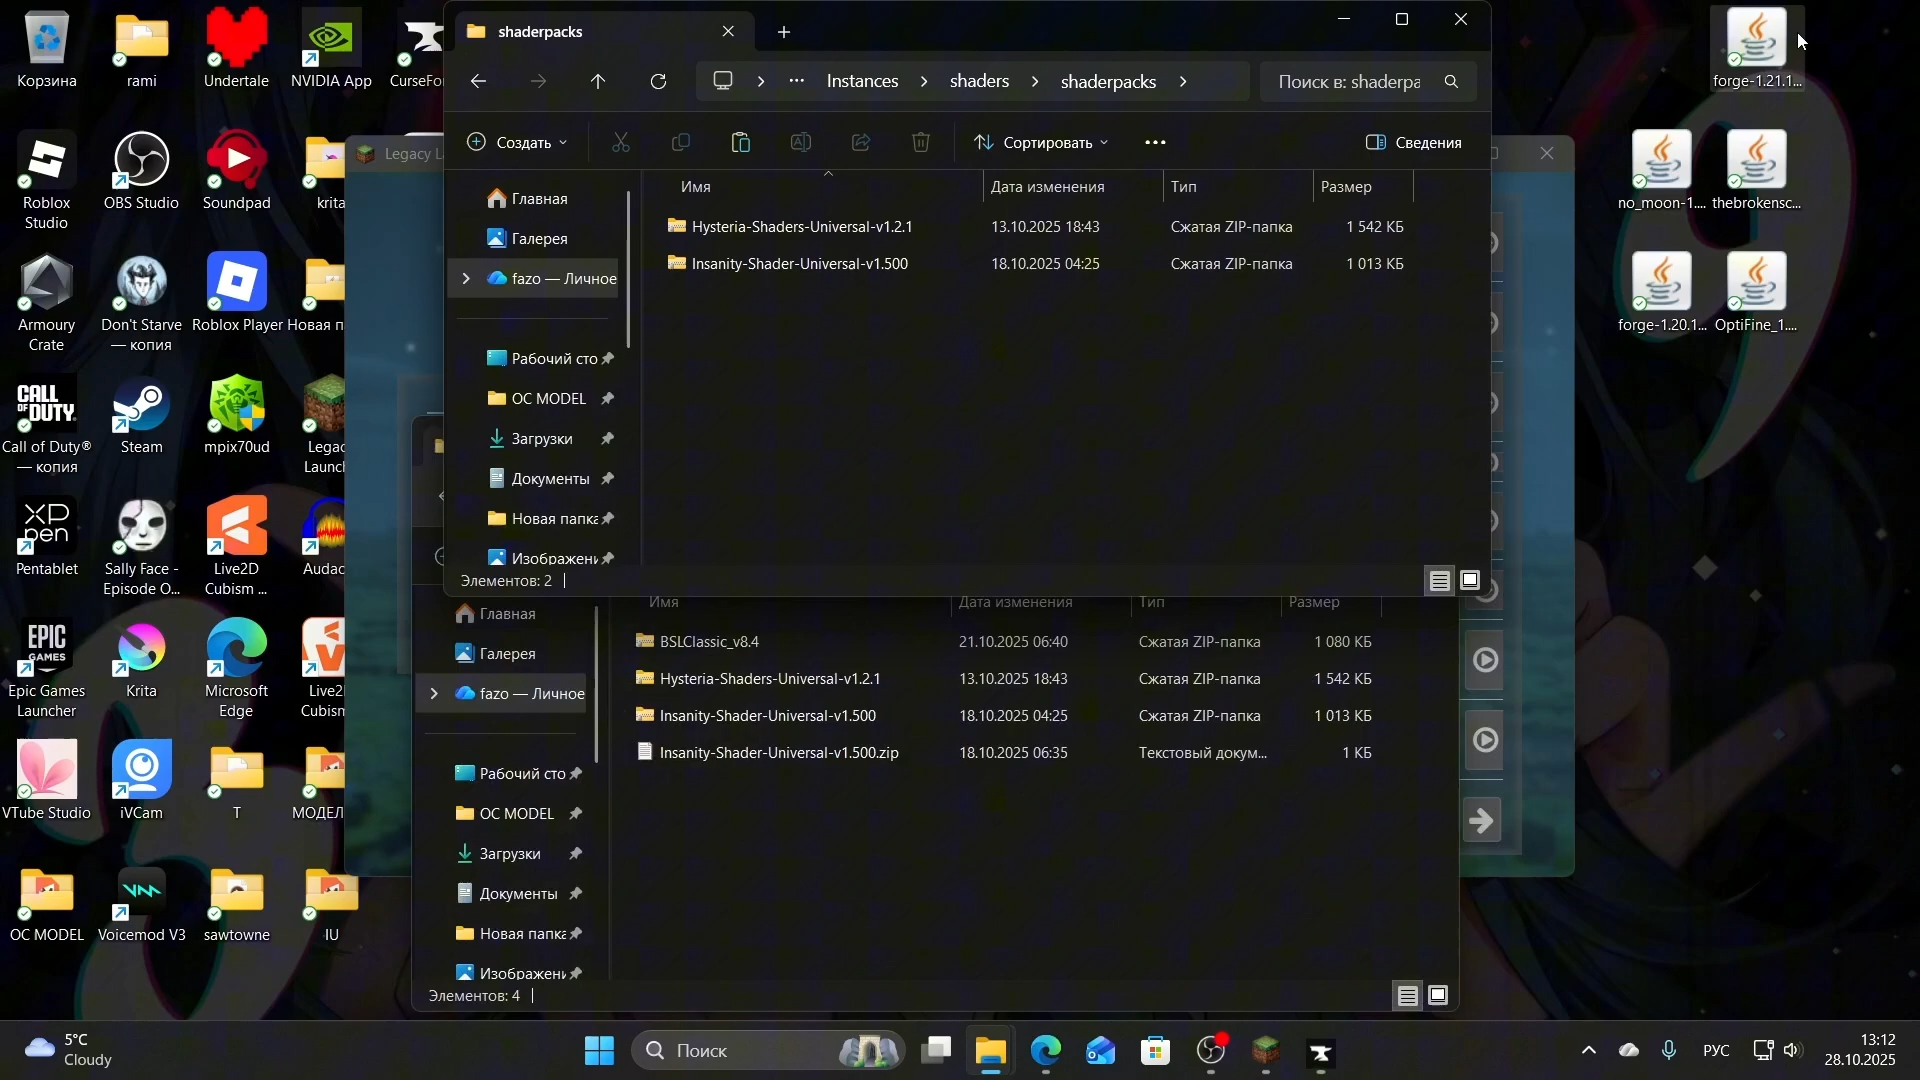 Корзина
rami
Undertale
NVIDIA App
CurseFor
Roblox
Studio
OBS Studio
Soundpad
krita
Armoury
Crate
Don't Starve
— копия
Roblox Player
Новая п
CALL
OF DUTY
Call of Duty®
— копия
Steam
mpix70ud
Legac
Launch
XP
pen
Pentablet
Sally Face -
Episode O...
Live2D
Cubism ...
Audac
EPIC
GAMES
Epic Games
Launcher
Krita
Microsoft
Edge
Live2
Cubism
VTube Studio
iVCam
T
МОДЕЛ
OC MODEL
Voicemod V3
sawtowne
IU
Legacy L
shaderpacks
Instances
shaders
shaderpacks
Поиск в: shaderpa
Создать
Сортировать
Сведения
Имя
Дата изменения
Тип
Размер
Hysteria-Shaders-Universal-v1.2.1
13.10.2025 18:43
Сжатая ZIP-папка
1 542 КБ
Insanity-Shader-Universal-v1.500
18.10.2025 04:25
Сжатая ZIP-папка
1 013 КБ
Главная
Галерея
fazo — Личное
Рабочий сто
OC MODEL
Загрузки
Документы
Новая папка
Изображени
Элементов: 2
Имя
Дата изменения
Тип
Размер
BSLClassic_v8.4
21.10.2025 06:40
Сжатая ZIP-папка
1 080 КБ
Hysteria-Shaders-Universal-v1.2.1
13.10.2025 18:43
Сжатая ZIP-папка
1 542 КБ
Insanity-Shader-Universal-v1.500
18.10.2025 04:25
Сжатая ZIP-папка
1 013 КБ
Insanity-Shader-Universal-v1.500.zip
18.10.2025 06:35
Текстовый докум...
1 КБ
Главная
Галерея
fazo — Личное
Рабочий сто
OC MODEL
Загрузки
Документы
Новая папка
Изображени
Элементов: 4
forge-1.21.1...
no_moon-1....
thebrokensc...
forge-1.20.1...
OptiFine_1....
5°C
Cloudy
Поиск
РУС
13:12
28.10.2025